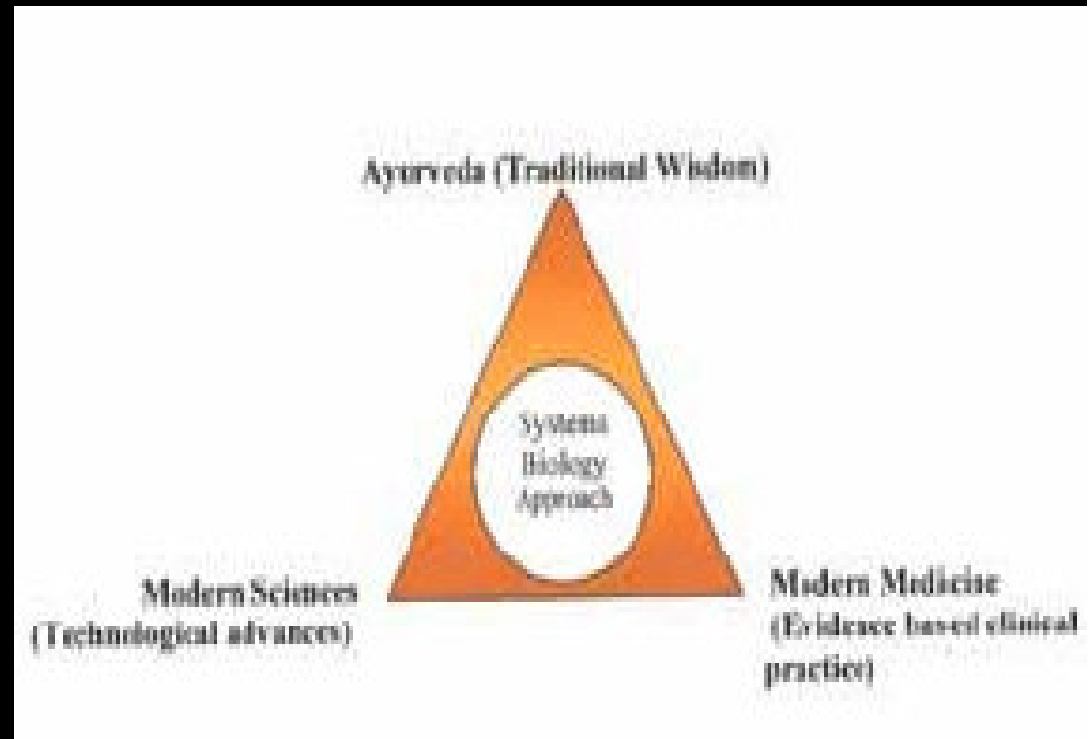 Ayurveda (Traditional Wisdom)
Systems
Biology
Approach
Modern Sciences
(Technological advances)
Modern Medicine
(Evidence based clinical
practice)